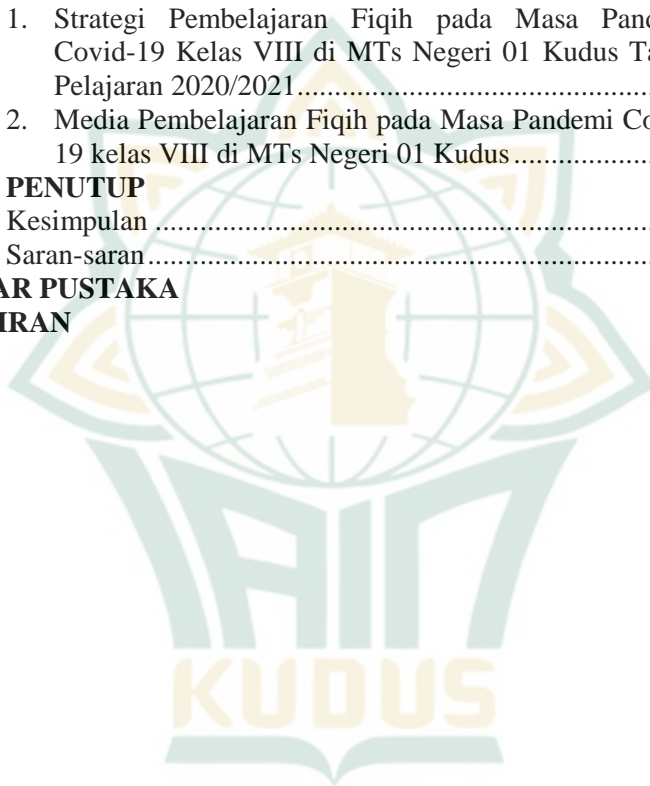 1. Strategi Pembelajaran Fiqih pada Masa Pand
Covid-19 Kelas VIII di MTs Negeri 01 Kudus Ta
Pelajaran 2020/2021
2. Media Pembelajaran Fiqih pada Masa Pandemi Co
19 kelas VIII di MTs Negeri 01 Kudus
PENUTUP
Kesimpulan
Saran-saran
AR PUSTAKA
IRAN
IAIN
KUDUS